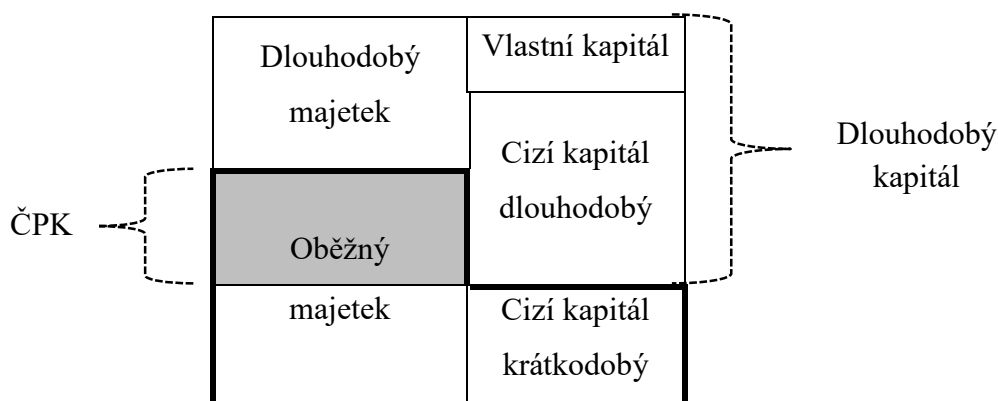 Dlouhodobý
majetek
Vlastní kapitál
Cizí kapitál
dlouhodobý
Dlouhodobý
kapitál
ČPK
Oběžný
majetek
Cizí kapitál
krátkodobý